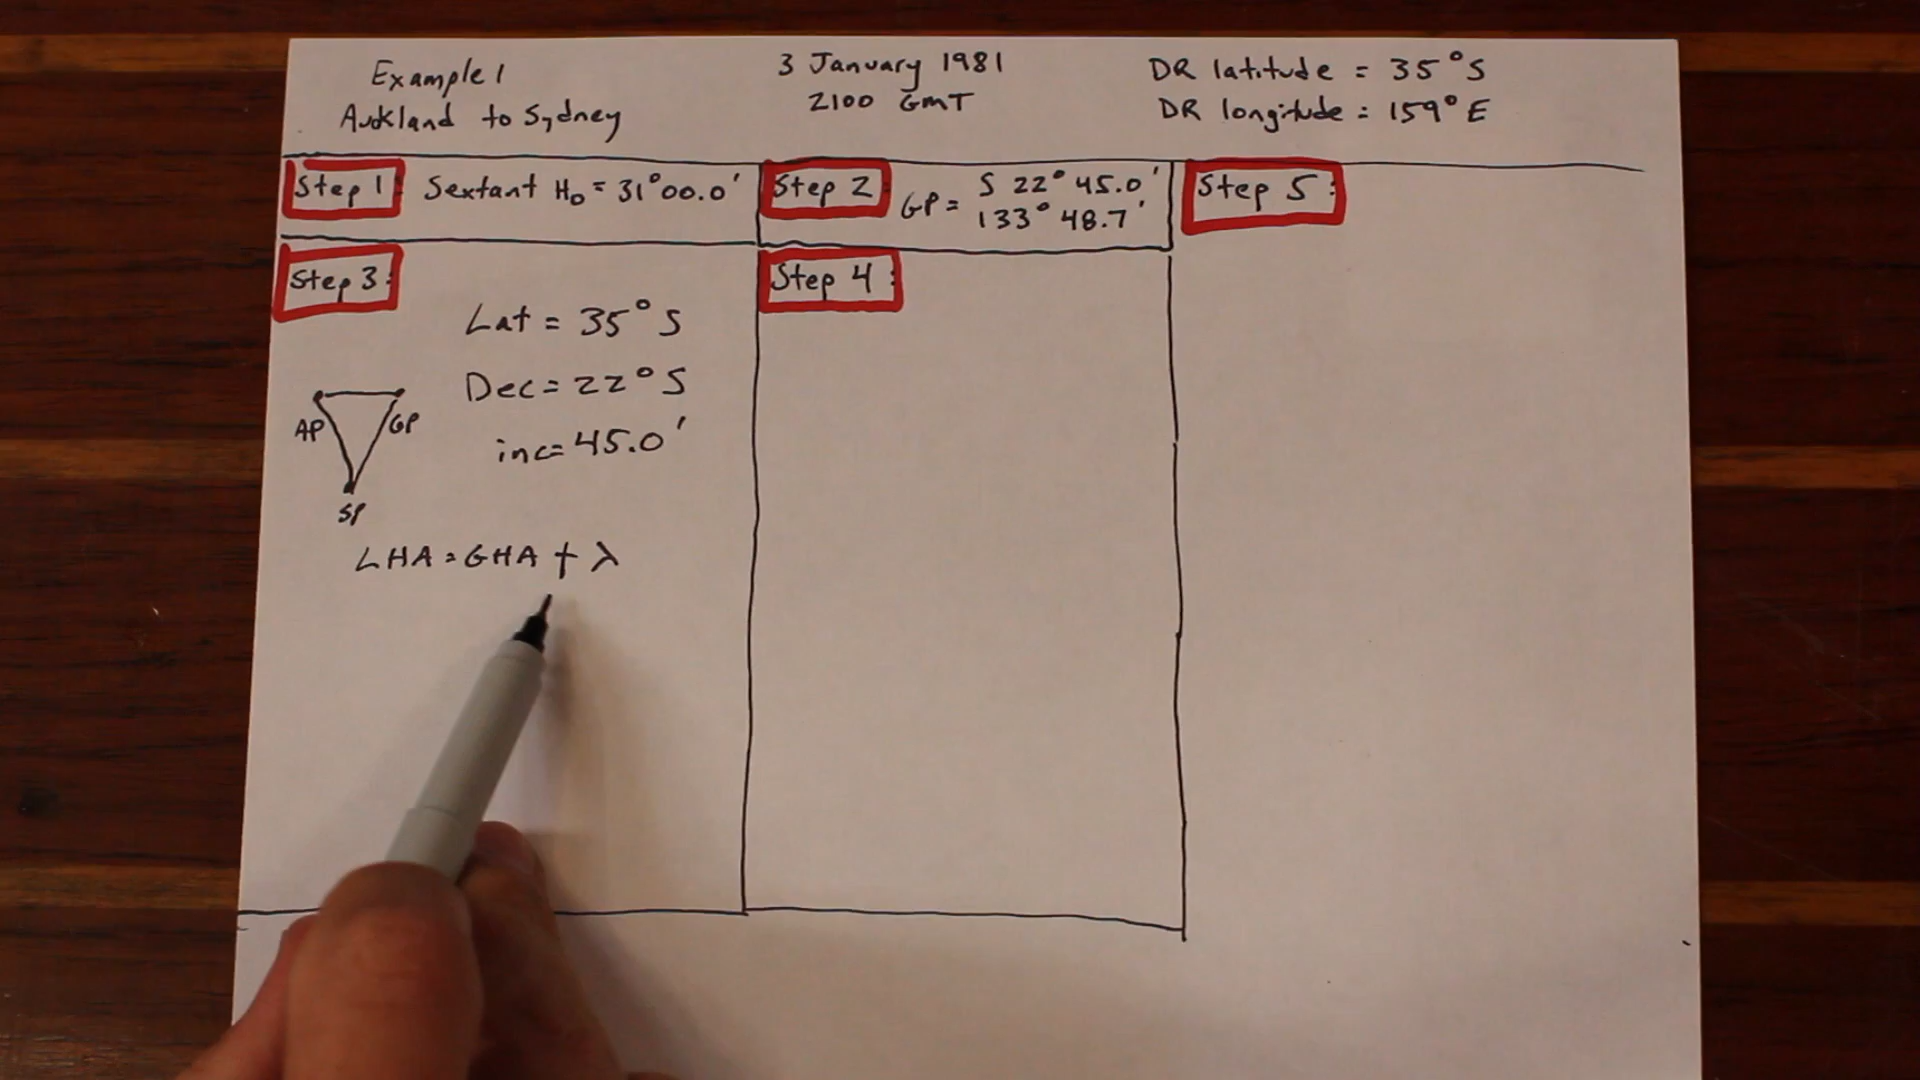 Example 1
Auckland to Sydney
3 January 1981
2100 GMT
DR latitude = 35° S
DR longitude = 159° E
Step 1: Sextant Ho = 31°00.0'
Step 2: GP = S 22° 45.0'
133° 48.7'
Step 5:
Step 3:
Lat = 35° S
Dec = 22° S
inc = 45.0'
AP
GP
SP
LHA = GHA + λ
Step 4: